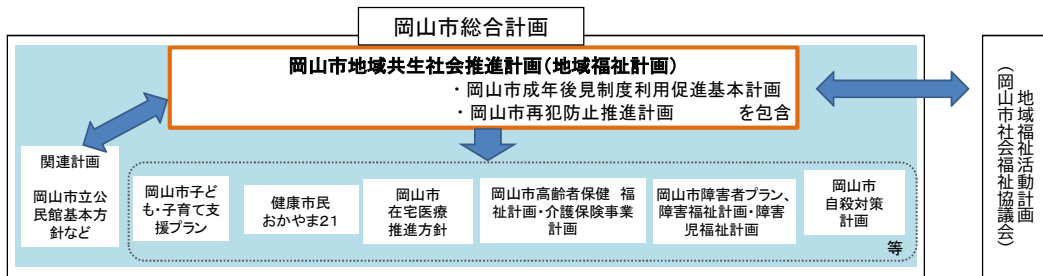 岡山市総合計画
岡山市地域共生社会推進計画（地域福祉計画）
・岡山市成年後見制度利用促進基本計画
・岡山市再犯防止推進計画　　　を包含
関連計画
岡山市立公
民館基本方
針など
岡山市子ど
も・子育て支
援プラン
健康市民
おかやま21
岡山市
在宅医療
推進方針
岡山市高齢者保健　福
祉計画・介護保険事業
計画
岡山市障害者プラン、
障害福祉計画・障害
児福祉計画
岡山市
自殺対策
計画
等
地域福祉活動計画
（岡山市社会福祉協議会）